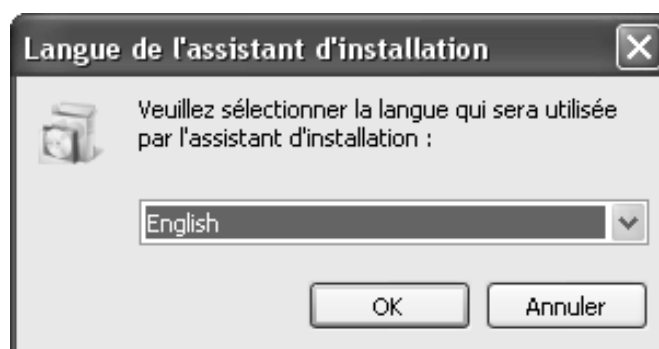 Langue de l'assistant d'installation
Veuillez sélectionner la langue qui sera utilisée
par l'assistant d'installation :
English
OK
Annuler